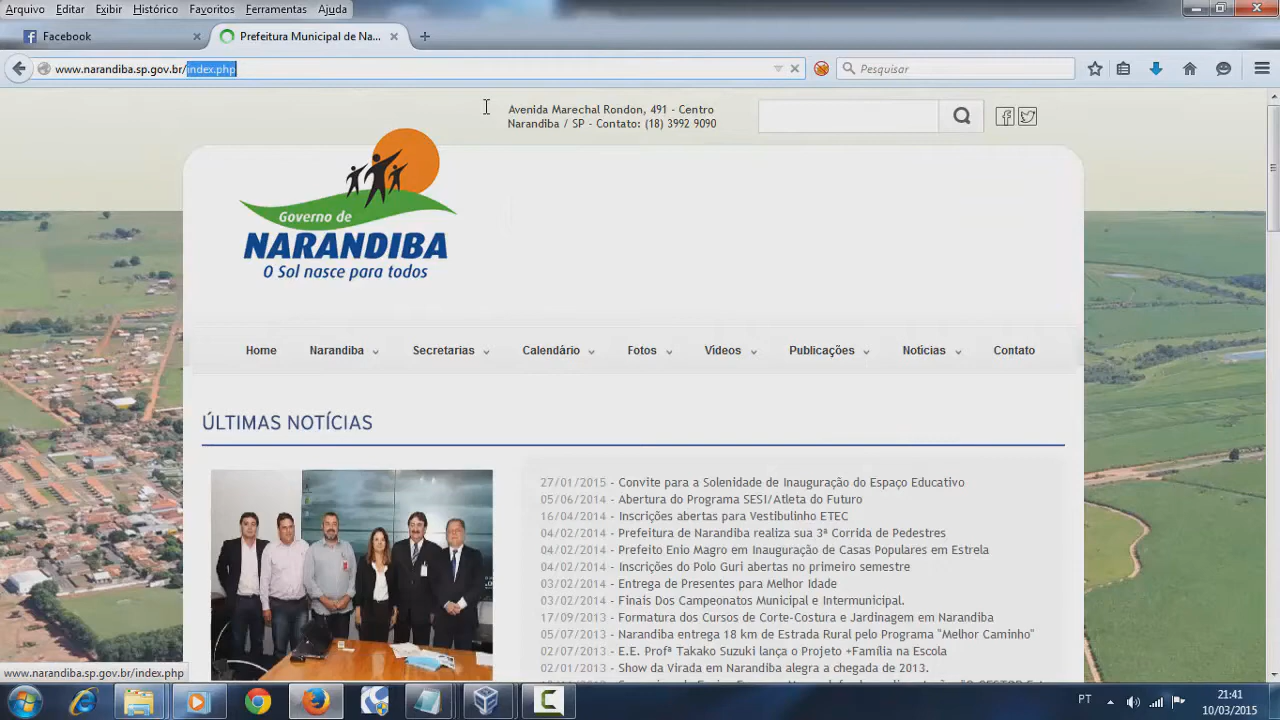 Arquivo Editar Exibir Histórico Favoritos Ferramentas Ajuda
Facebook
Prefeitura Municipal de Na...
www.narandiba.sp.gov.br/index.php
Pesquisar
Avenida Marechal Rondon, 491 - Centro
Narandiba / SP - Contato: (18) 3992 9090
Governo de
NARANDIBA
O Sol nasce para todos
Home Narandiba Secretarias Calendário Fotos Videos Publicações Notícias Contato
ÚLTIMAS NOTÍCIAS
27/01/2015 - Convite para a Solenidade de Inauguração do Espaço Educativo
05/06/2014 - Abertura do Programa SESI/Atleta do Futuro
16/04/2014 - Inscrições abertas para Vestibulinho ETEC
04/02/2014 - Prefeitura de Narandiba realiza sua 3ª Corrida de Pedestres
04/02/2014 - Prefeito Enio Magro em Inauguração de Casas Populares em Estrela
04/02/2014 - Inscrições do Polo Guri abertas no primeiro semestre
03/02/2014 - Entrega de Presentes para Melhor Idade
03/02/2014 - Finais Dos Campeonatos Municipal e Intermunicipal.
17/09/2013 - Formatura dos Cursos de Corte-Costura e Jardinagem em Narandiba
05/07/2013 - Narandiba entrega 18 km de Estrada Rural pelo Programa "Melhor Caminho"
02/07/2013 - E.E. Profª Takako Suzuki lança o Projeto +Família na Escola
02/01/2013 - Show da Virada em Narandiba alegra a chegada de 2013.
www.narandiba.sp.gov.br/index.php
PT
21:41
10/03/2015